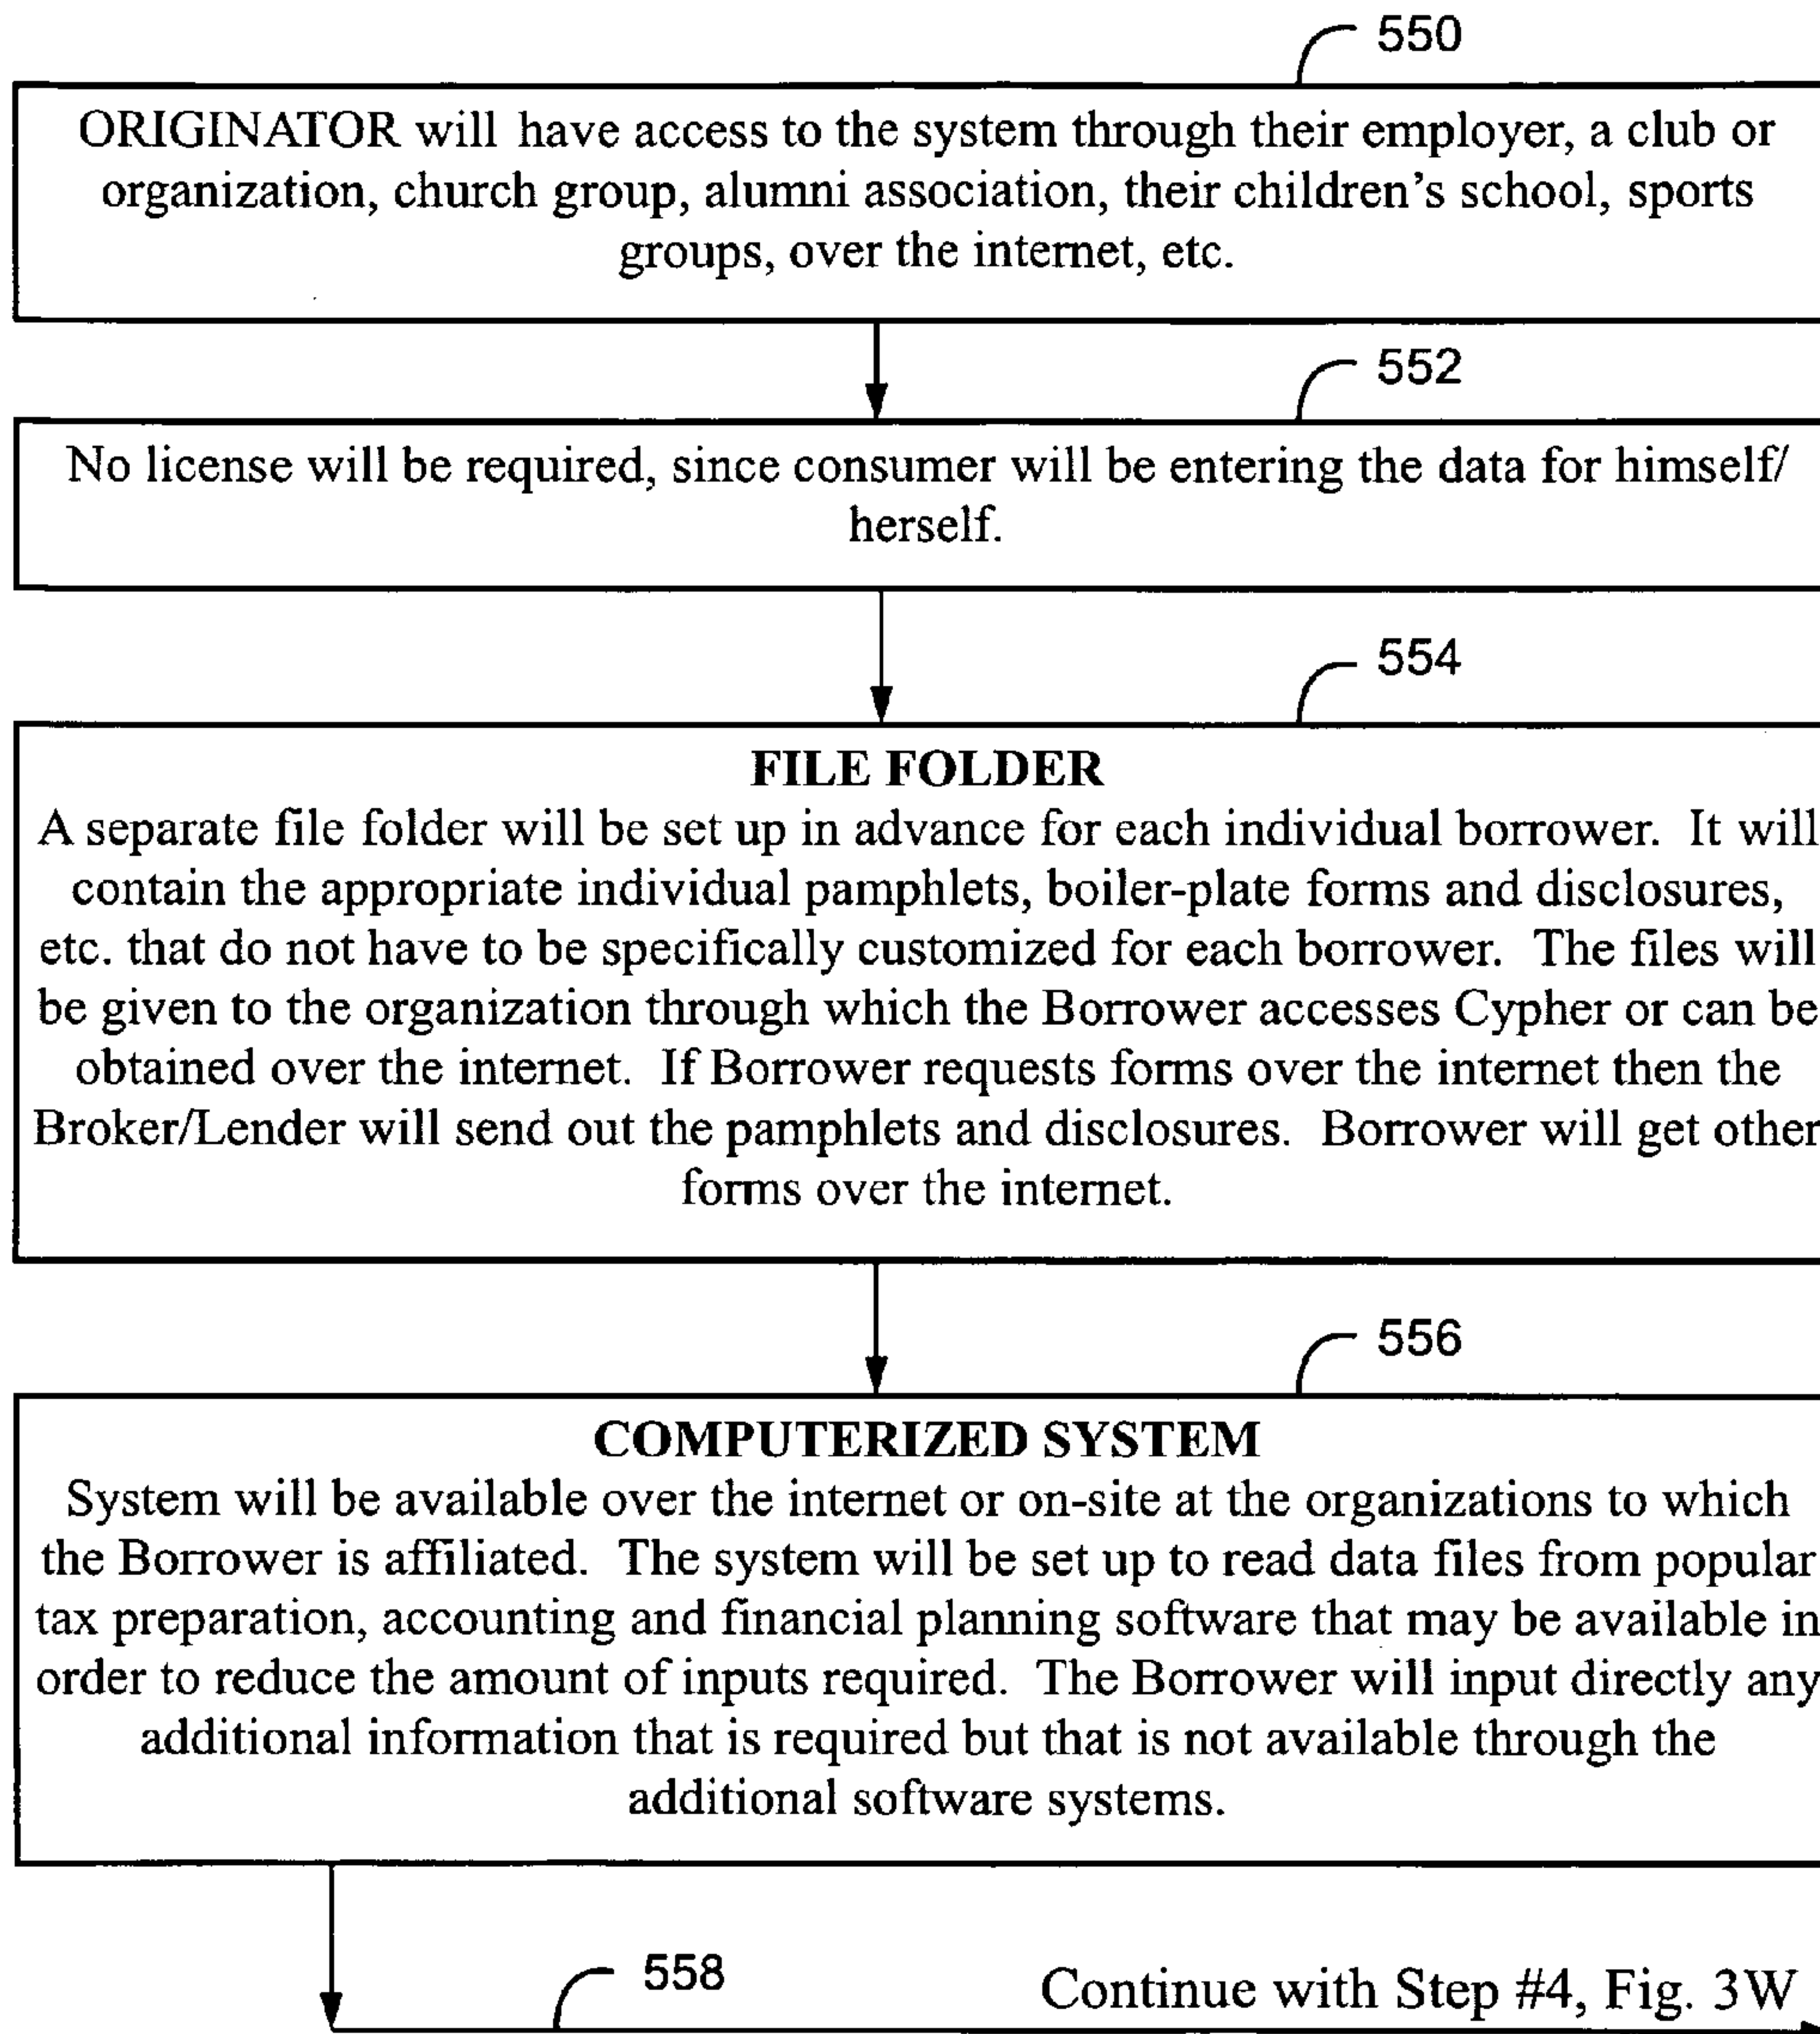 550
ORIGINATOR will have access to the system through their employer, a club or
organization, church group, alumni association, their children's school, sports
groups, over the internet, etc.
552
No license will be required, since consumer will be entering the data for himself/
herself.
554
FILE FOLDER
A separate file folder will be set up in advance for each individual borrower. It will
contain the appropriate individual pamphlets, boiler-plate forms and disclosures,
etc. that do not have to be specifically customized for each borrower. The files will
be given to the organization through which the Borrower accesses Cypher or can be
obtained over the internet. If Borrower requests forms over the internet then the
Broker/Lender will send out the pamphlets and disclosures. Borrower will get other
forms over the internet.
556
COMPUTERIZED SYSTEM
System will be available over the internet or on-site at the organizations to which
the Borrower is affiliated. The system will be set up to read data files from popular
tax preparation, accounting and financial planning software that may be available in
order to reduce the amount of inputs required. The Borrower will input directly any
additional information that is required but that is not available through the
additional software systems.
558
Continue with Step #4, Fig. 3W